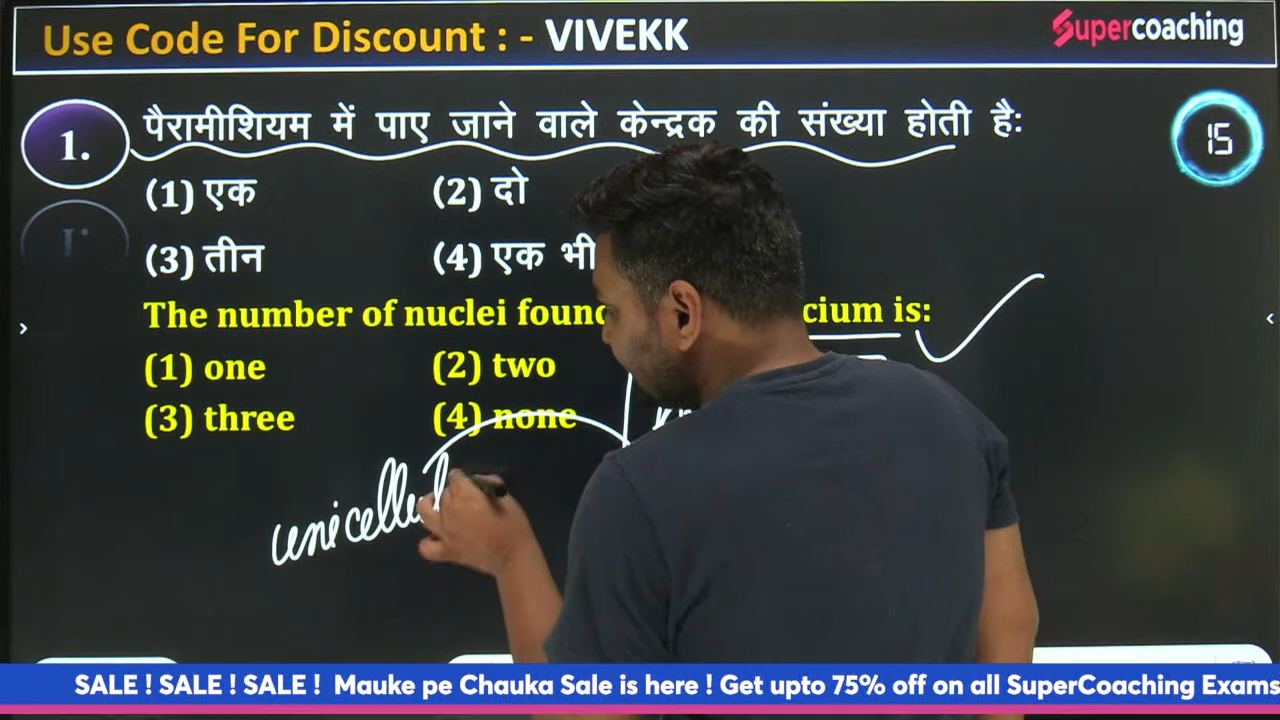 Use Code For Discount : - VIVEKK
Supercoaching
1. पैरामीशियम में पाए जाने वाले केन्द्रक की संख्या होती हैः
15
(1) एक (2) दो
(3) तीन (4) एक भी
The number of nuclei is:
(1) one (2) two
(3) three (4) none
SALE ! SALE ! SALE ! Mauke pe Chauka Sale is here ! Get upto 75% off on all SuperCoaching Exams